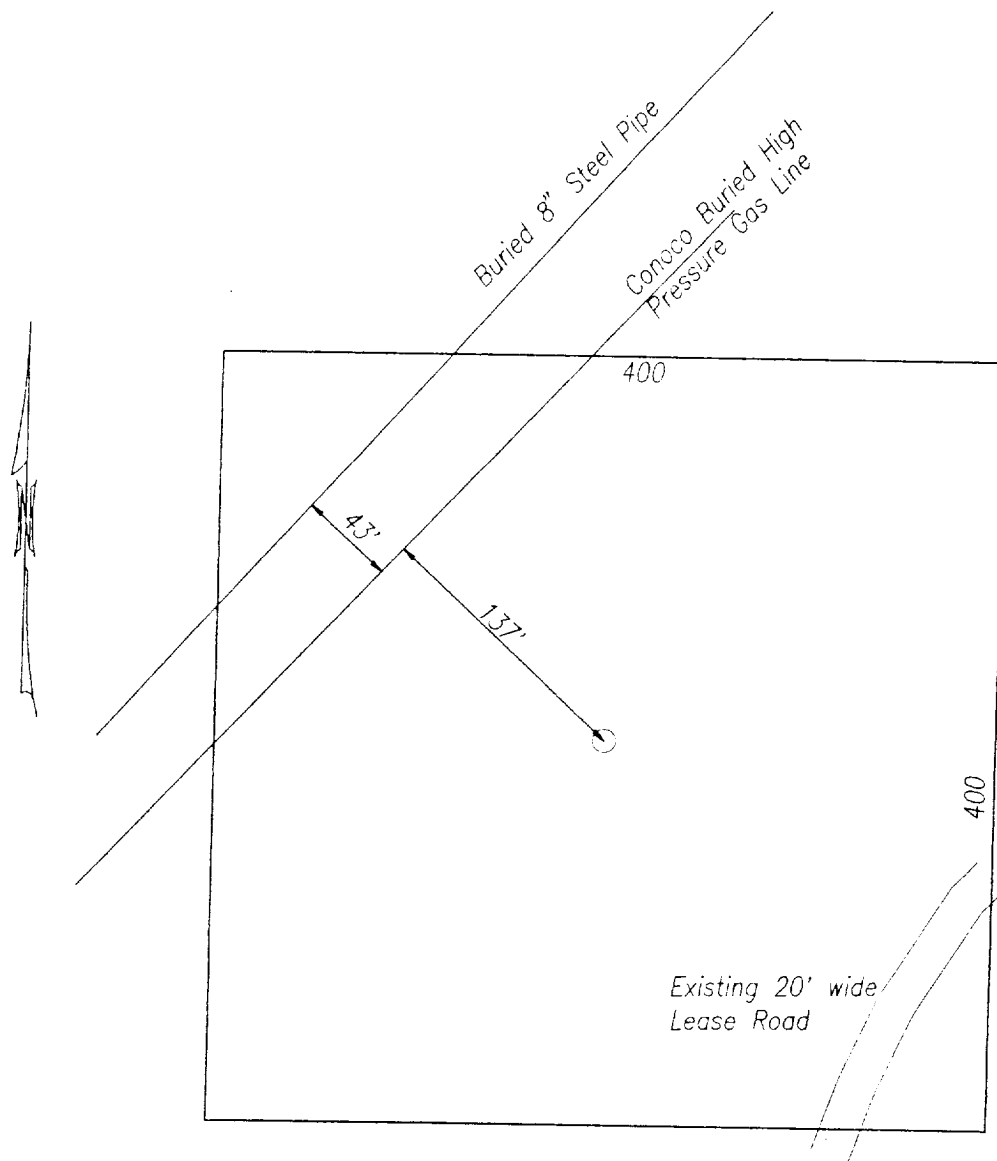 Buried 8" Steel Pipe
Conoco Buried High
Pressure Gas Line
400
43'
137'
400
Existing 20' wide
Lease Road